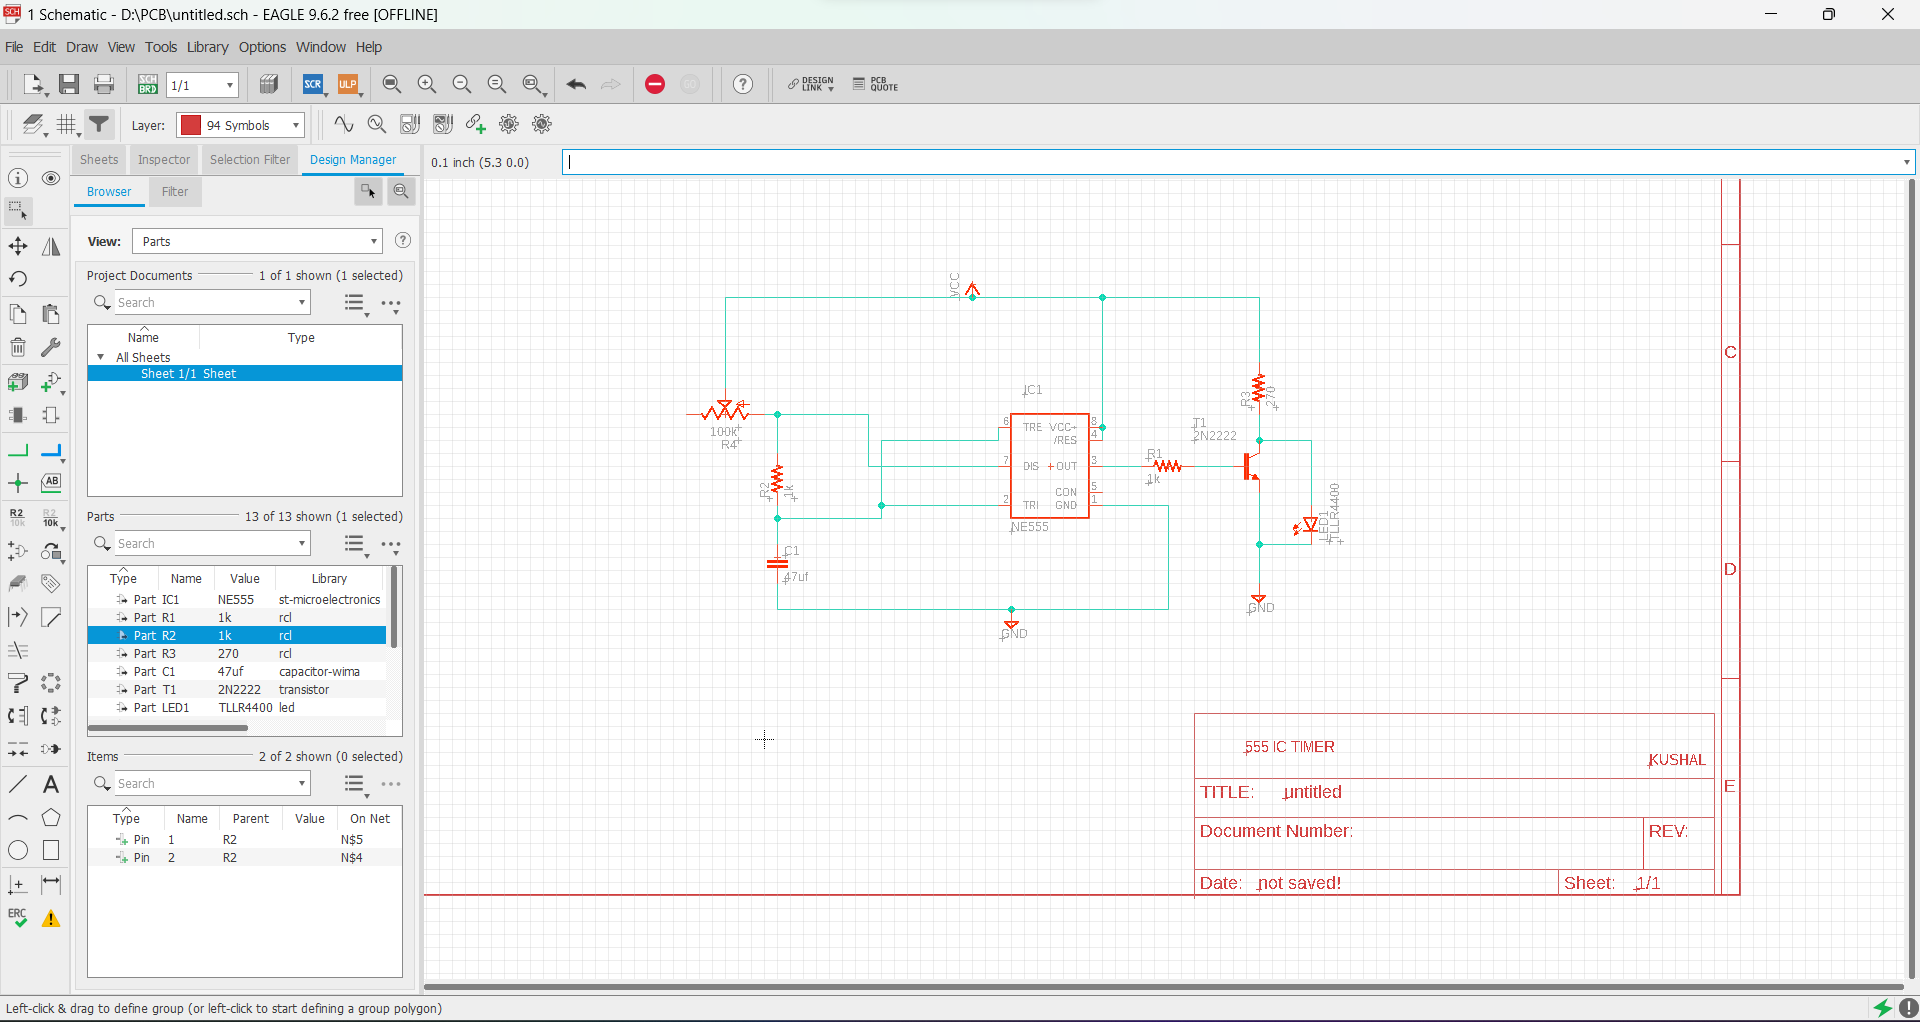 1 Schematic - D:\PCB\untitled.sch - EAGLE 9.6.2 free [OFFLINE]
File Edit Draw View Tools Library Options Window Help
SCH BRD 1/1 SCR ULP GO DESIGN LINK PCB QUOTE
Layer: 94 Symbols
Sheets Inspector Selection Filter Design Manager
0.1 inch (5.3 0.0)
Browser Filter
View: Parts
Project Documents 1 of 1 shown (1 selected)
Search
Name Type
All Sheets
Sheet 1/1 Sheet
Parts 13 of 13 shown (1 selected)
Search
Type Name Value Library
Part IC1 NE555 st-microelectronics
Part R1 1k rcl
Part R2 1k rcl
Part R3 270 rcl
Part C1 47uf capacitor-wima
Part T1 2N2222 transistor
Part LED1 TLLR4400 led
Items 2 of 2 shown (0 selected)
Search
Type Name Parent Value On Net
Pin 1 R2 N$5
Pin 2 R2 N$4
R2 10k
R2 10k
AB
A
ERC
VCC
100k
R4
R2
1k
C1
47uf
IC1
6 TRE VCC+ 8
/RES 4
7 DIS +OUT 3
CON 5
2 TRI GND 1
NE555
GND
R1
1k
T1
2N2222
R3
270
LED1
TLLR4400
GND
C
D
E
555 IC TIMER
KUSHAL
TITLE: untitled
Document Number:
REV:
Date: not saved!
Sheet: 1/1
Left-click & drag to define group (or left-click to start defining a group polygon)